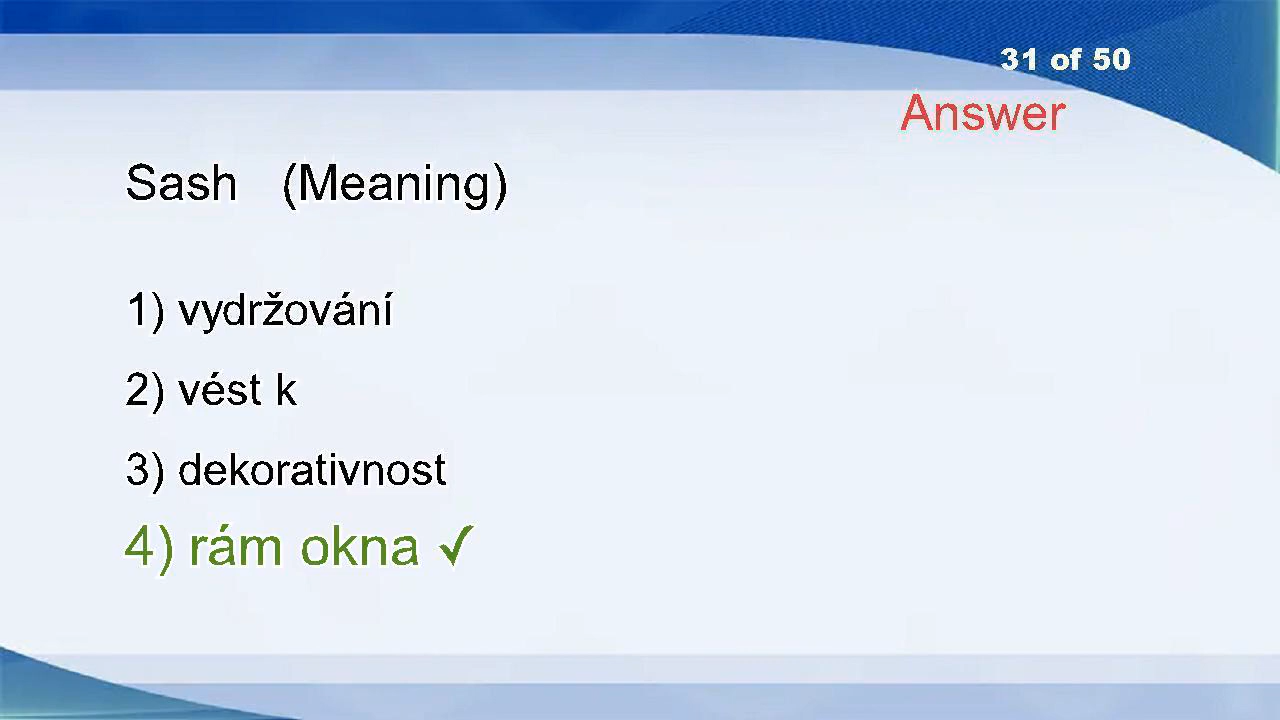 31 of 50
Answer
Sash (Meaning)
1) vydržování
2) vést k
3) dekorativnost
4) rám okna ✓